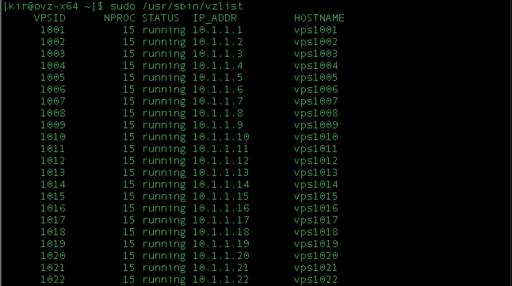 [kir@ovz-x64 ~]$ sudo /usr/sbin/vzlist
VPSID NPROC STATUS IP_ADDR HOSTNAME
1001 15 running 10.1.1.1 vps1001
1002 15 running 10.1.1.2 vps1002
1003 15 running 10.1.1.3 vps1003
1004 15 running 10.1.1.4 vps1004
1005 15 running 10.1.1.5 vps1005
1006 15 running 10.1.1.6 vps1006
1007 15 running 10.1.1.7 vps1007
1008 15 running 10.1.1.8 vps1008
1009 15 running 10.1.1.9 vps1009
1010 15 running 10.1.1.10 vps1010
1011 15 running 10.1.1.11 vps1011
1012 15 running 10.1.1.12 vps1012
1013 15 running 10.1.1.13 vps1013
1014 15 running 10.1.1.14 vps1014
1015 15 running 10.1.1.15 vps1015
1016 15 running 10.1.1.16 vps1016
1017 15 running 10.1.1.17 vps1017
1018 15 running 10.1.1.18 vps1018
1019 15 running 10.1.1.19 vps1019
1020 15 running 10.1.1.20 vps1020
1021 15 running 10.1.1.21 vps1021
1022 15 running 10.1.1.22 vps1022